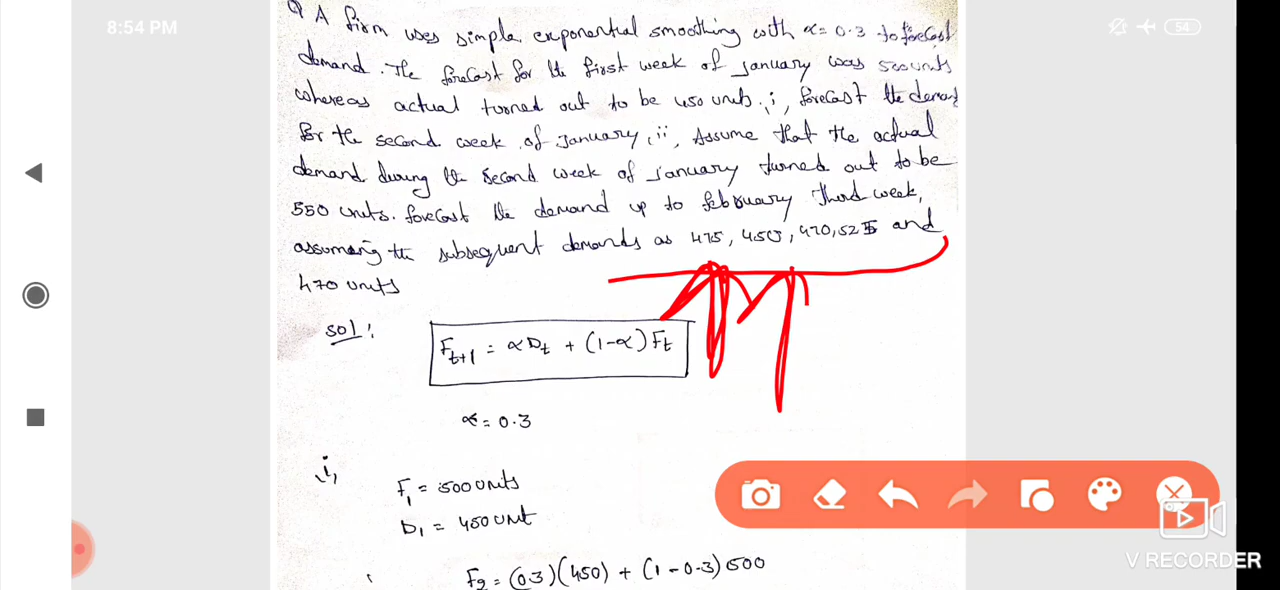 8:54 PM
54
Q A firm uses simple exponential smoothing with α = 0.3 to forecast
demand. The forecast for the first week of january was 500 units
whereas actual turned out to be 450 units. i, forecast the demand
for the second week of January. ii, Assume that the actual
demand during the second week of january turned out to be
550 units. forecast the demand up to february third week,
assuming the subsequent demands as 475, 450, 470, 525 and
470 units
sol:
F_{t+1} = αD_t + (1-α)F_t
α = 0.3
i,
F₁ = 500 units
D₁ = 450 unit
F₂ = (0.3)(450) + (1-0.3)500
V RECORDER